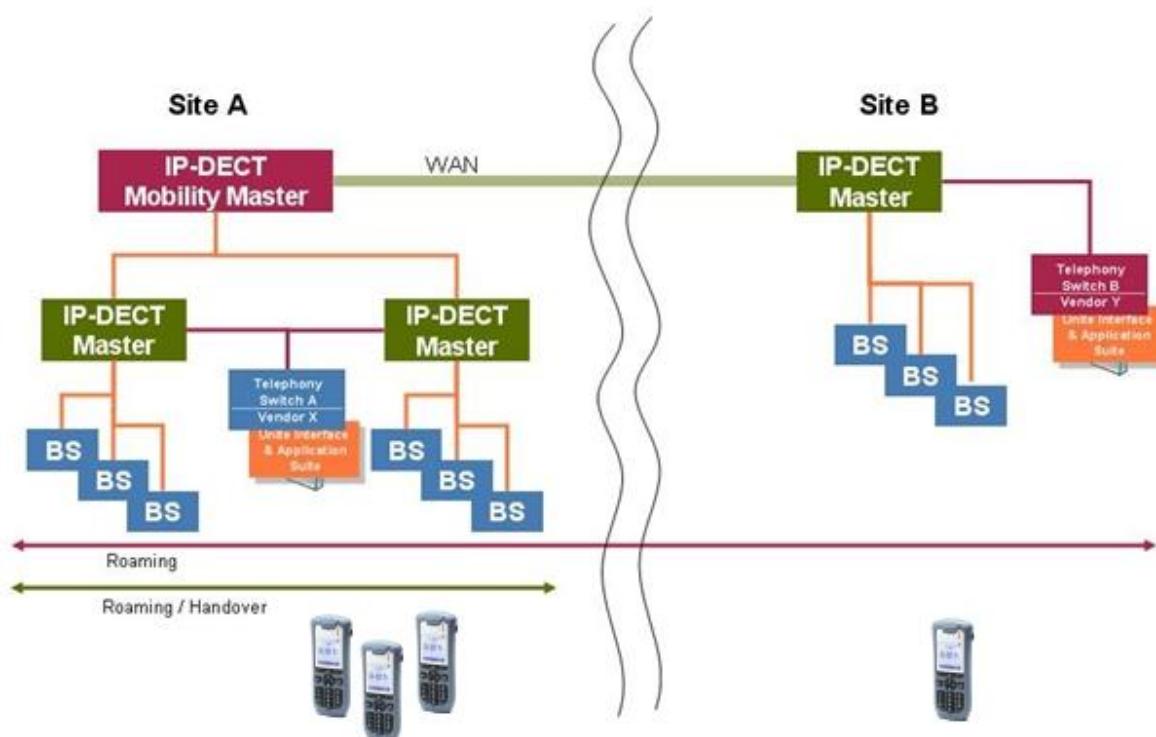 Site A
Site B
IP-DECT
Mobility Master
WAN
IP-DECT
Master
IP-DECT
Master
IP-DECT
Master
Telephony
Switch A
Vendor X
Unite Interface
& Application
Suite
Telephony
Switch B
Vendor Y
Unite Interface
& Application
Suite
BS
BS
BS
BS
BS
BS
BS
BS
BS
Roaming
Roaming / Handover